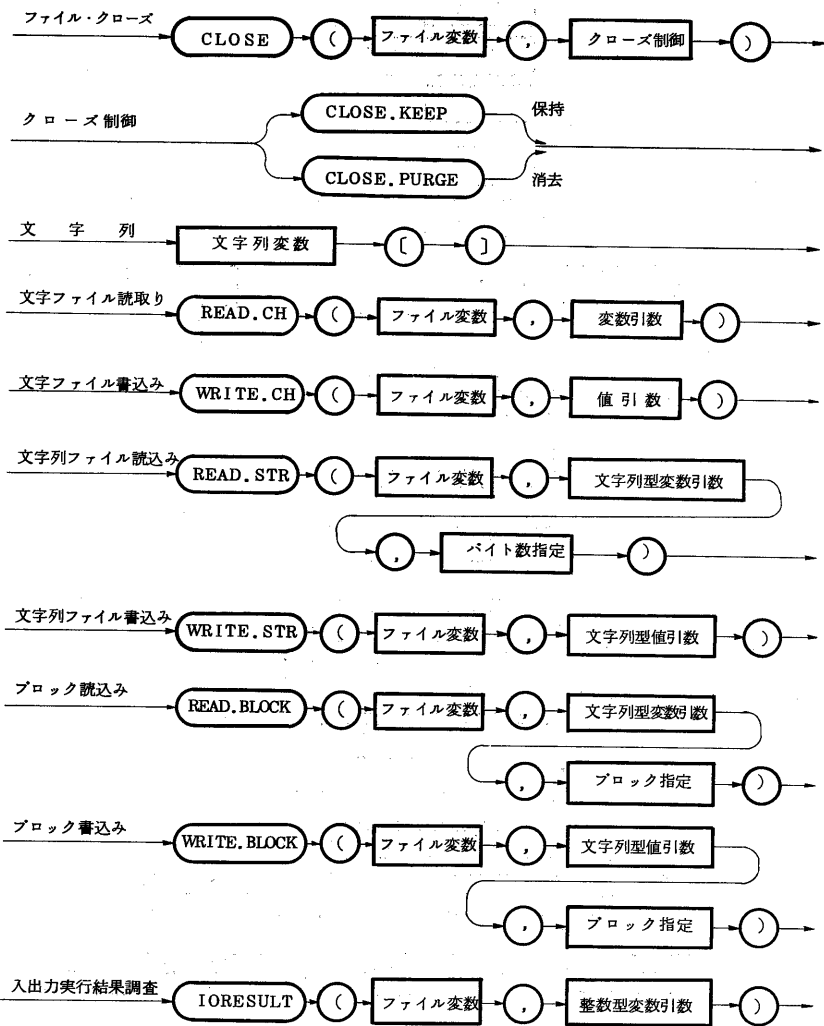 ファイル・クローズ
CLOSE ( ファイル変数 , クローズ制御 )
クローズ制御
CLOSE.KEEP 保持
CLOSE.PURGE 消去
文字列
文字列変数 [ ]
文字ファイル読取り
READ.CH ( ファイル変数 , 変数引数 )
文字ファイル書込み
WRITE.CH ( ファイル変数 , 値引数 )
文字列ファイル読込み
READ.STR ( ファイル変数 , 文字列型変数引数
, バイト数指定 )
文字列ファイル書込み
WRITE.STR ( ファイル変数 , 文字列型値引数 )
ブロック読込み
READ.BLOCK ( ファイル変数 , 文字列型変数引数
, ブロック指定 )
ブロック書込み
WRITE.BLOCK ( ファイル変数 , 文字列型値引数
, ブロック指定 )
入出力実行結果調査
IORESULT ( ファイル変数 , 整数型変数引数 )